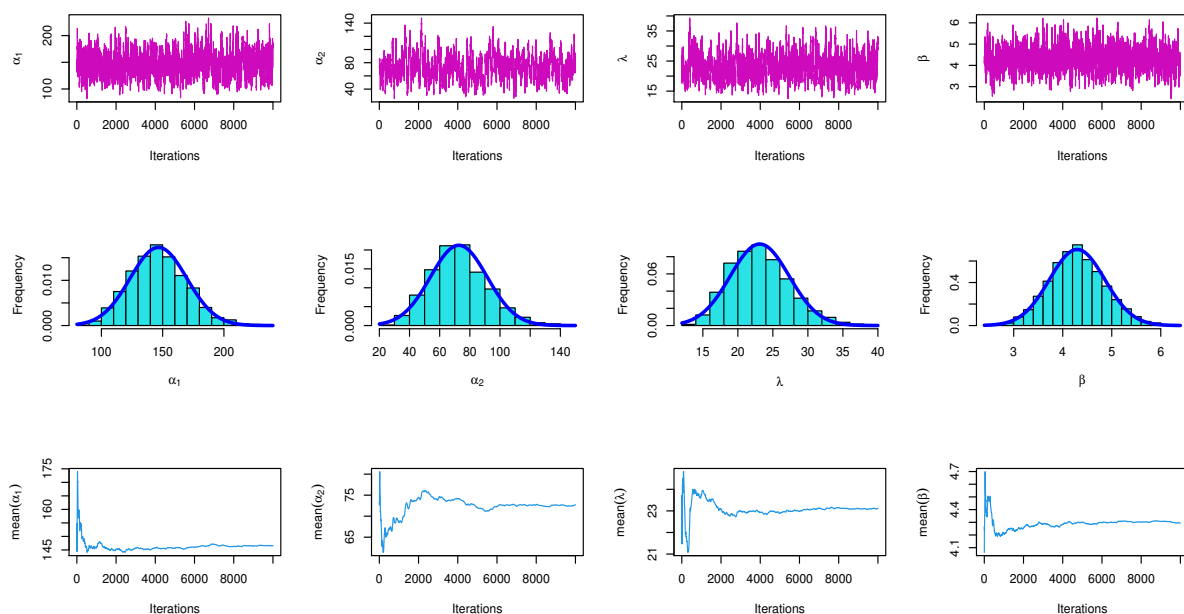 α1
100 150 200
0 2000 4000 6000 8000
Iterations
α2
40 60 80 100 140
0 2000 4000 6000 8000
Iterations
λ
15 20 25 30 35
0 2000 4000 6000 8000
Iterations
β
3 4 5 6
0 2000 4000 6000 8000
Iterations
Frequency
0.000 0.010
100 150 200
α1
Frequency
0.000 0.015
20 40 60 80 100 140
α2
Frequency
0.00 0.06
15 20 25 30 35 40
λ
Frequency
0.0 0.4
3 4 5 6
β
mean(α1)
145 160 175
0 2000 4000 6000 8000
Iterations
mean(α2)
65 75
0 2000 4000 6000 8000
Iterations
mean(λ)
21 23
0 2000 4000 6000 8000
Iterations
mean(β)
4.1 4.4 4.7
0 2000 4000 6000 8000
Iterations